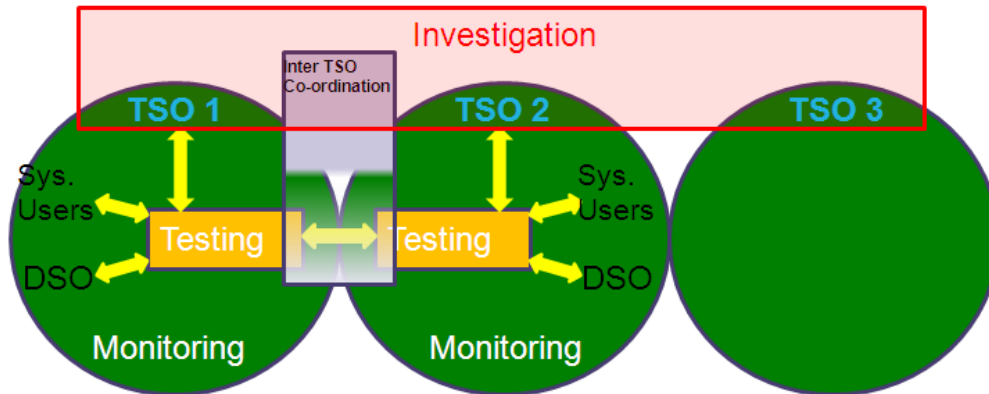 Investigation
Inter TSO
Co-ordination
TSO 1
TSO 2
TSO 3
Sys.
Users
Sys.
Users
Testing
Testing
DSO
DSO
Monitoring
Monitoring